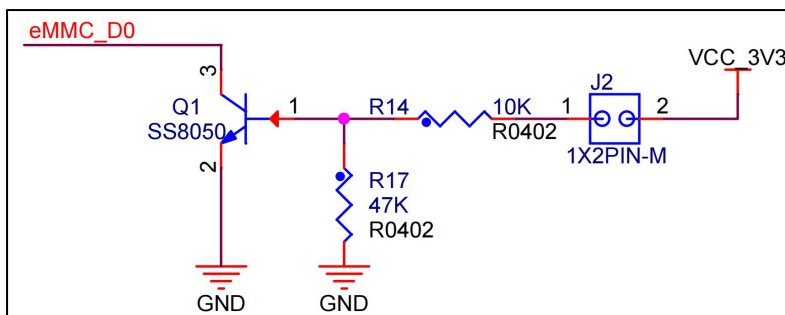 eMMC_D0
VCC_3V3
3
Q1
SS8050
1
R14
10K
R0402
1
J2
2
1X2PIN-M
2
R17
47K
R0402
GND
GND